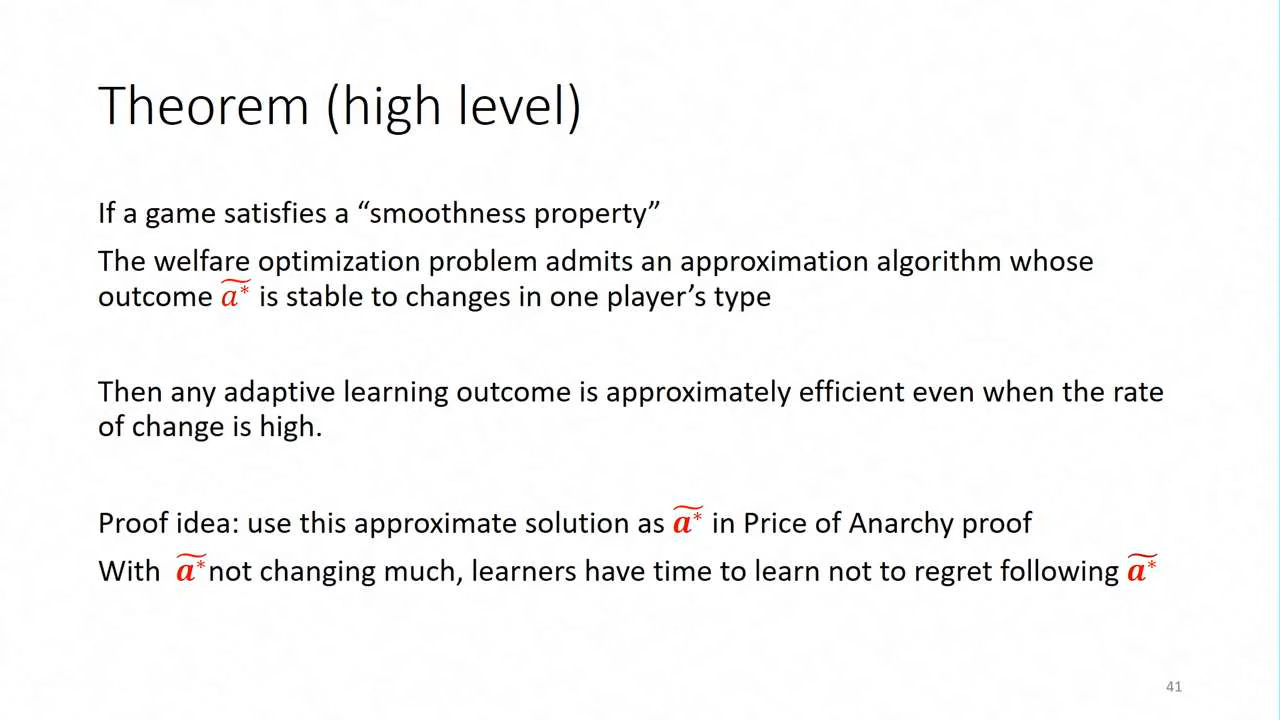 Theorem (high level)
If a game satisfies a “smoothness property”
The welfare optimization problem admits an approximation algorithm whose
outcome ã* is stable to changes in one player’s type
Then any adaptive learning outcome is approximately efficient even when the rate
of change is high.
Proof idea: use this approximate solution as ã* in Price of Anarchy proof
With ã* not changing much, learners have time to learn not to regret following ã*
41